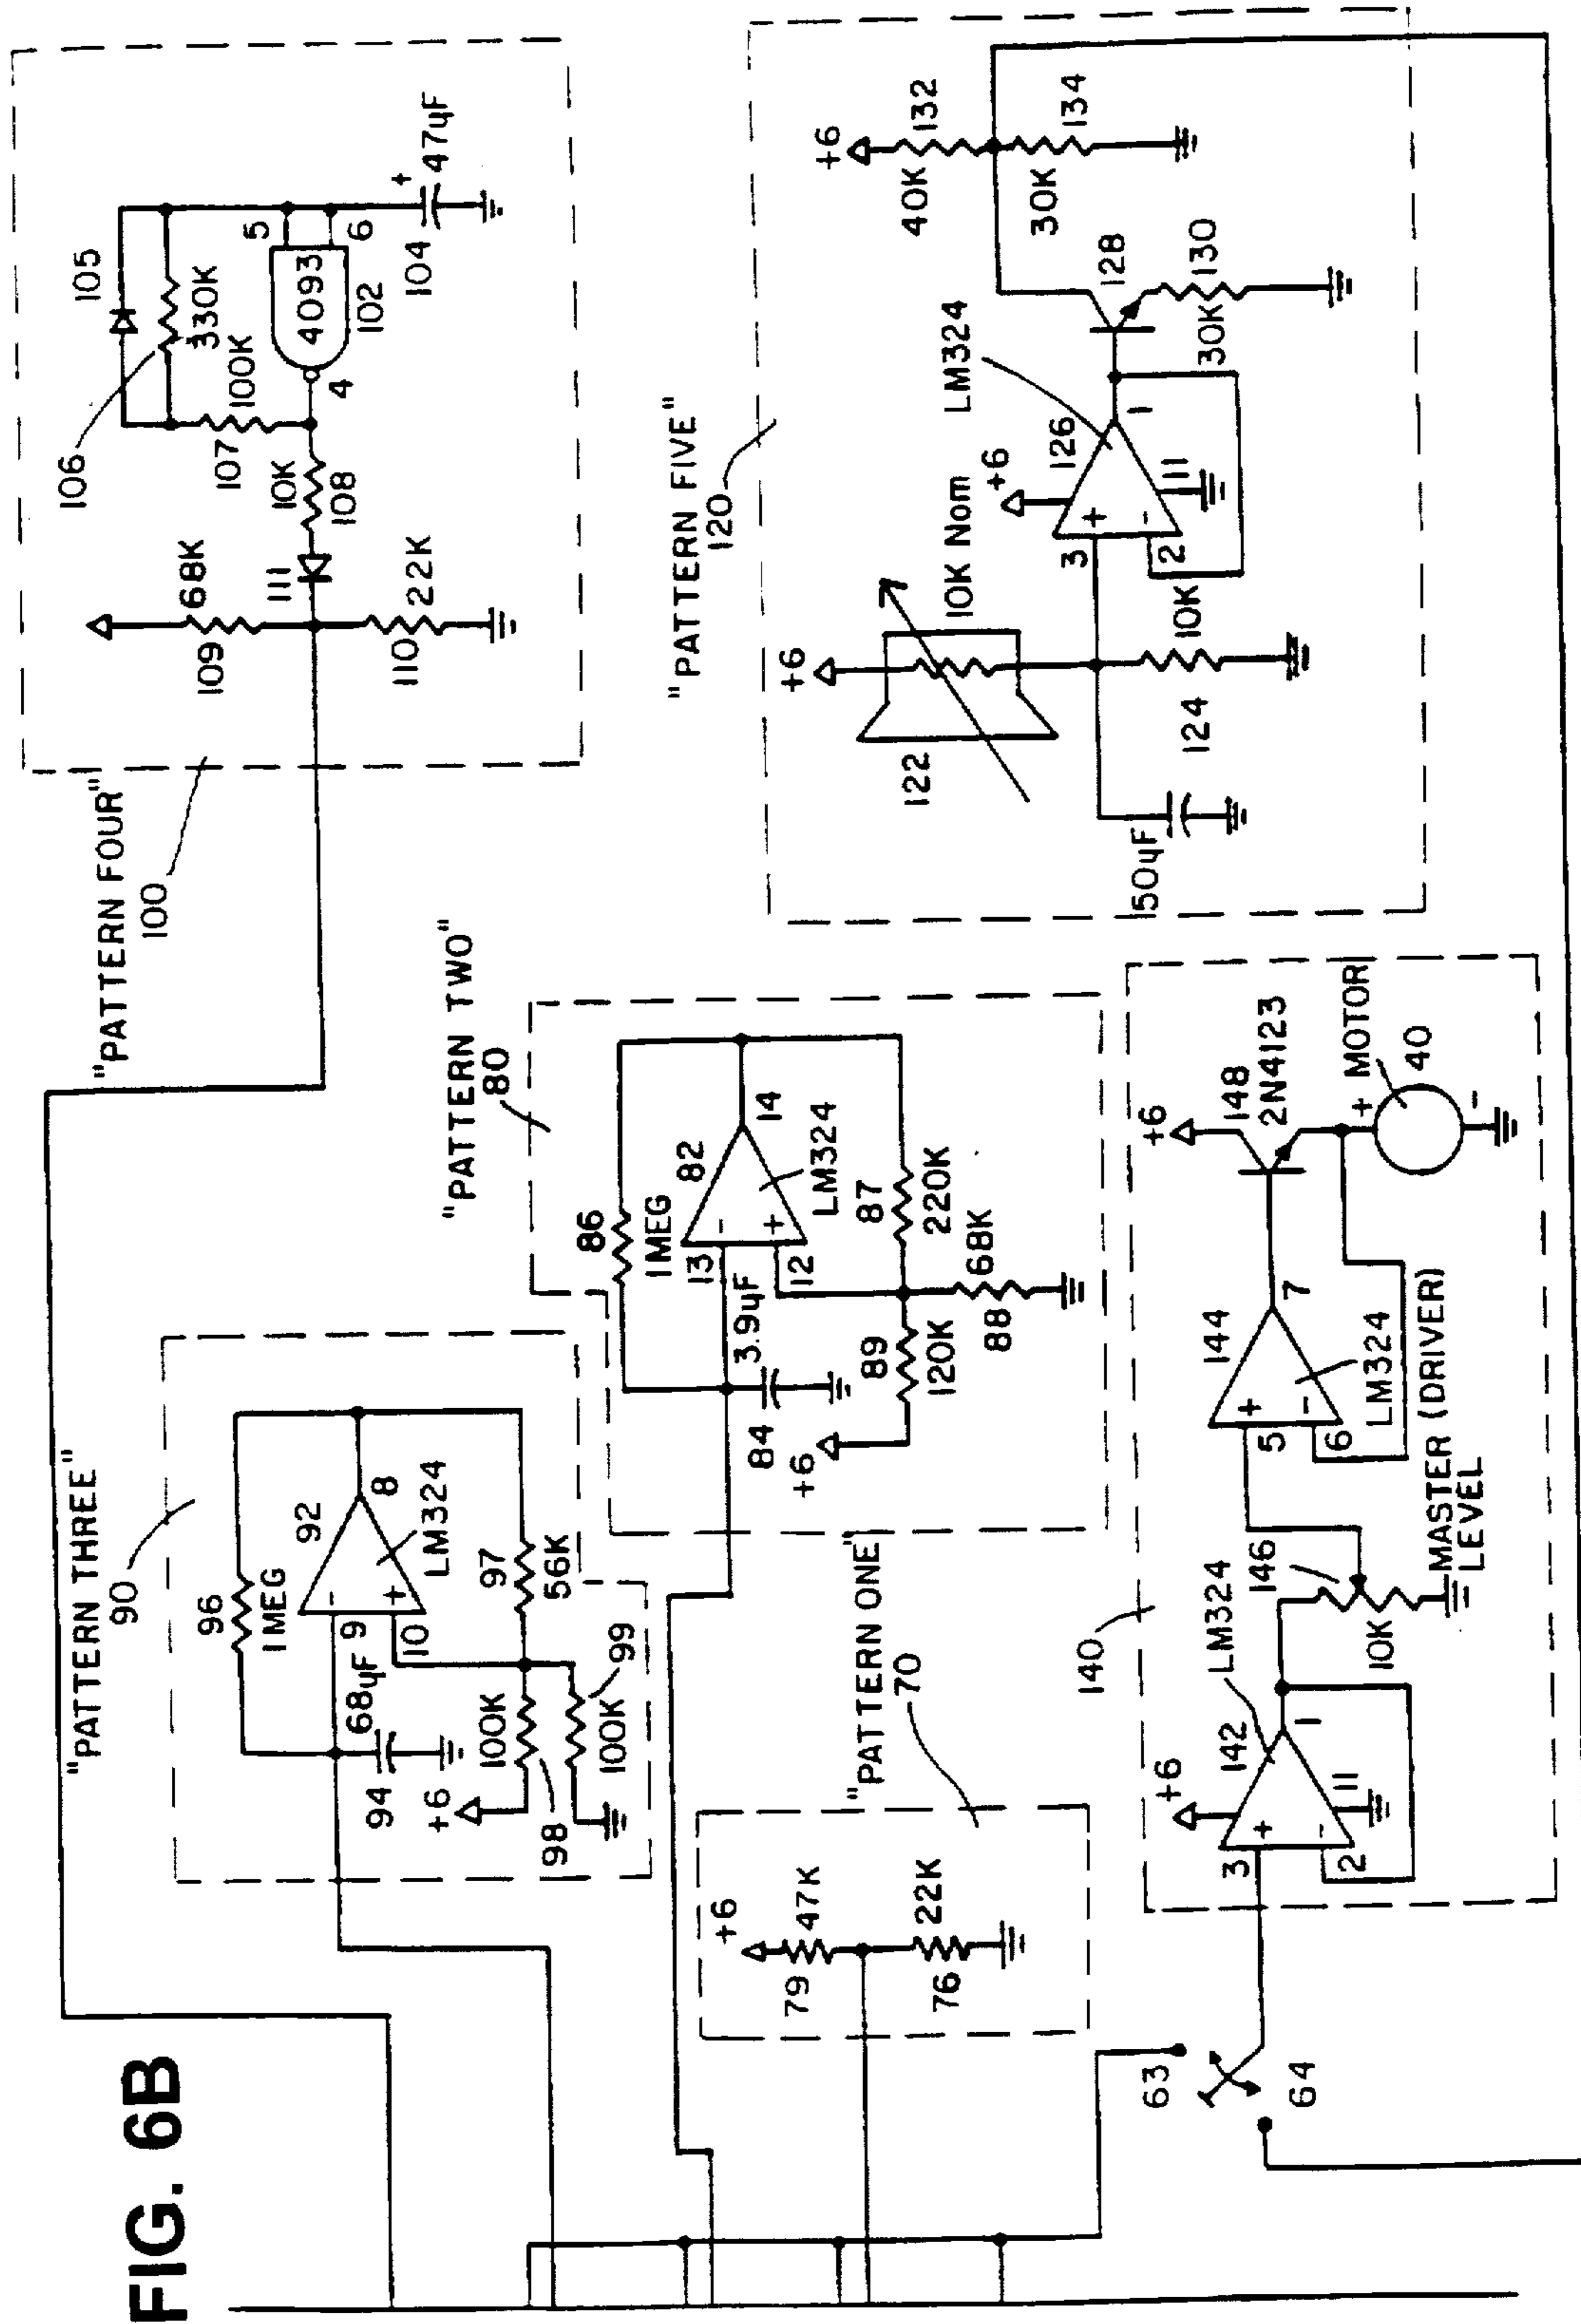 FIG. 6B
"PATTERN THREE"
90
96
1MEG
92
8
LM324
9
10
-
+
68µF
94
+6
97
56K
100K
98
100K
99
"PATTERN FOUR"
100
109
68K
111
110
22K
10K
108
106
107
100K
330K
105
4093
102
4
5
6
104
+
47µF
"PATTERN TWO"
80
86
1MEG
82
14
LM324
13
12
-
+
3.9µF
84
+6
89
120K
87
220K
68K
88
"PATTERN ONE"
70
+6
79
47K
76
22K
"PATTERN FIVE"
120
+6
122
10K Nom
10K
124
150µF
+6
126
LM324
3
2
+
-
1
11
128
30K
130
+6
40K
132
30K
134
63
64
140
+6
142
LM324
3
2
+
-
1
11
146
10K
MASTER (DRIVER)
LEVEL
144
LM324
5
6
+
-
7
+6
148
2N4123
MOTOR
40
+
-